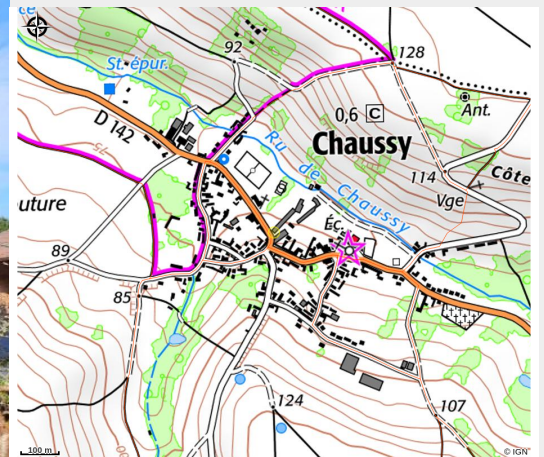 ce
92
128
St. épur.
Ant.
0,6 C
D 142
Chaussy
Ru de Chaussy
114
Côte
Vge
uture
Éc.
89
85
124
107
100 m
© IGN